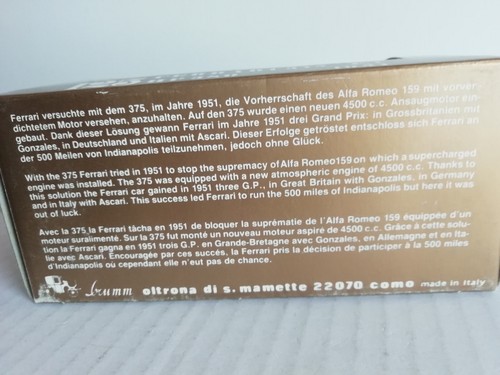 Ferrari versuchte mit dem 375, im Jahre 1951, die Vorherrschaft des Alfa Romeo 159 mit vorver-
dichtetem Motor versehen, anzuhalten. Auf den 375 wurde einen neuen 4500 c.c. Ansaugmotor ein-
gebaut. Dank dieser Lösung gewann Ferrari im Jahre 1951 drei Grand Prix: in Grossbritanien mit
Gonzales, in Deutschland und Italien mit Ascari. Dieser Erfolge getröstet entschloss sich Ferrari an
der 500 Meilen von Indianapolis teilzunehmen, jedoch ohne Glück.
With the 375 Ferrari tried in 1951 to stop the supremacy of Alfa Romeo159 on which a supercharged
engine was installed. The 375 was equipped with a new atmospheric engine of 4500 c.c. Thanks to
this solution the Ferrari car gained in 1951 three G.P., in Great Britain with Gonzales, in Germany
and in Italy with Ascari. This success led Ferrari to run the 500 miles of Indianapolis but here it was
out of luck.
Avec la 375 la Ferrari tâcha en 1951 de bloquer la suprématie de l'Alfa Romeo 159 équipée d'un
moteur suralimenté. Sur la 375 fut monté un nouveau moteur aspiré de 4500 c.c. Grâce à cette solu-
tion la Ferrari gagna en 1951 trois G.P. en Grande-Bretagne avec Gonzales, en Allemagne et en Ita-
lie avec Ascari. Encouragée par ces succès, la Ferrari pris la décision de participer à la 500 miles
d'Indianapolis où cependant elle n'eut pas de chance.
brumm oltrona di s. mamette 22070 como made in Italy